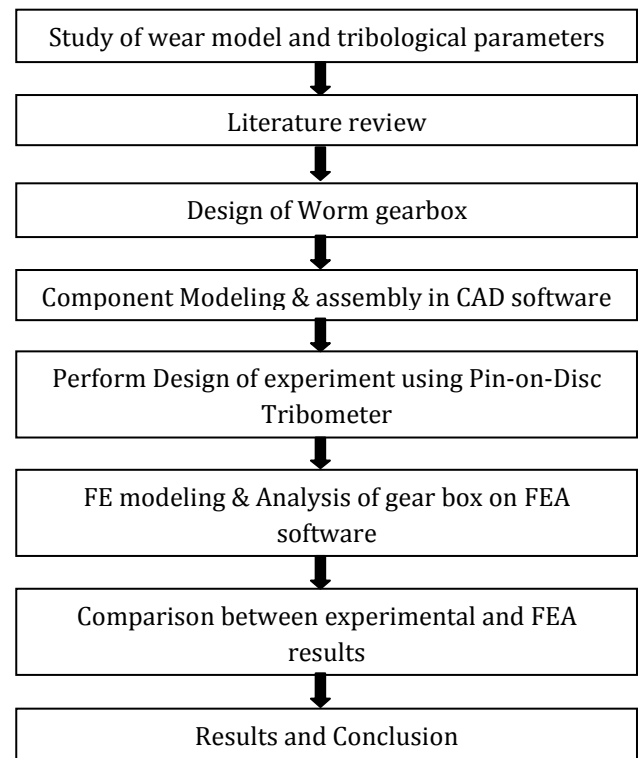 Study of wear model and tribological parameters
Literature review
Design of Worm gearbox
Component Modeling & assembly in CAD software
Perform Design of experiment using Pin-on-Disc
Tribometer
FE modeling & Analysis of gear box on FEA
software
Comparison between experimental and FEA
results
Results and Conclusion